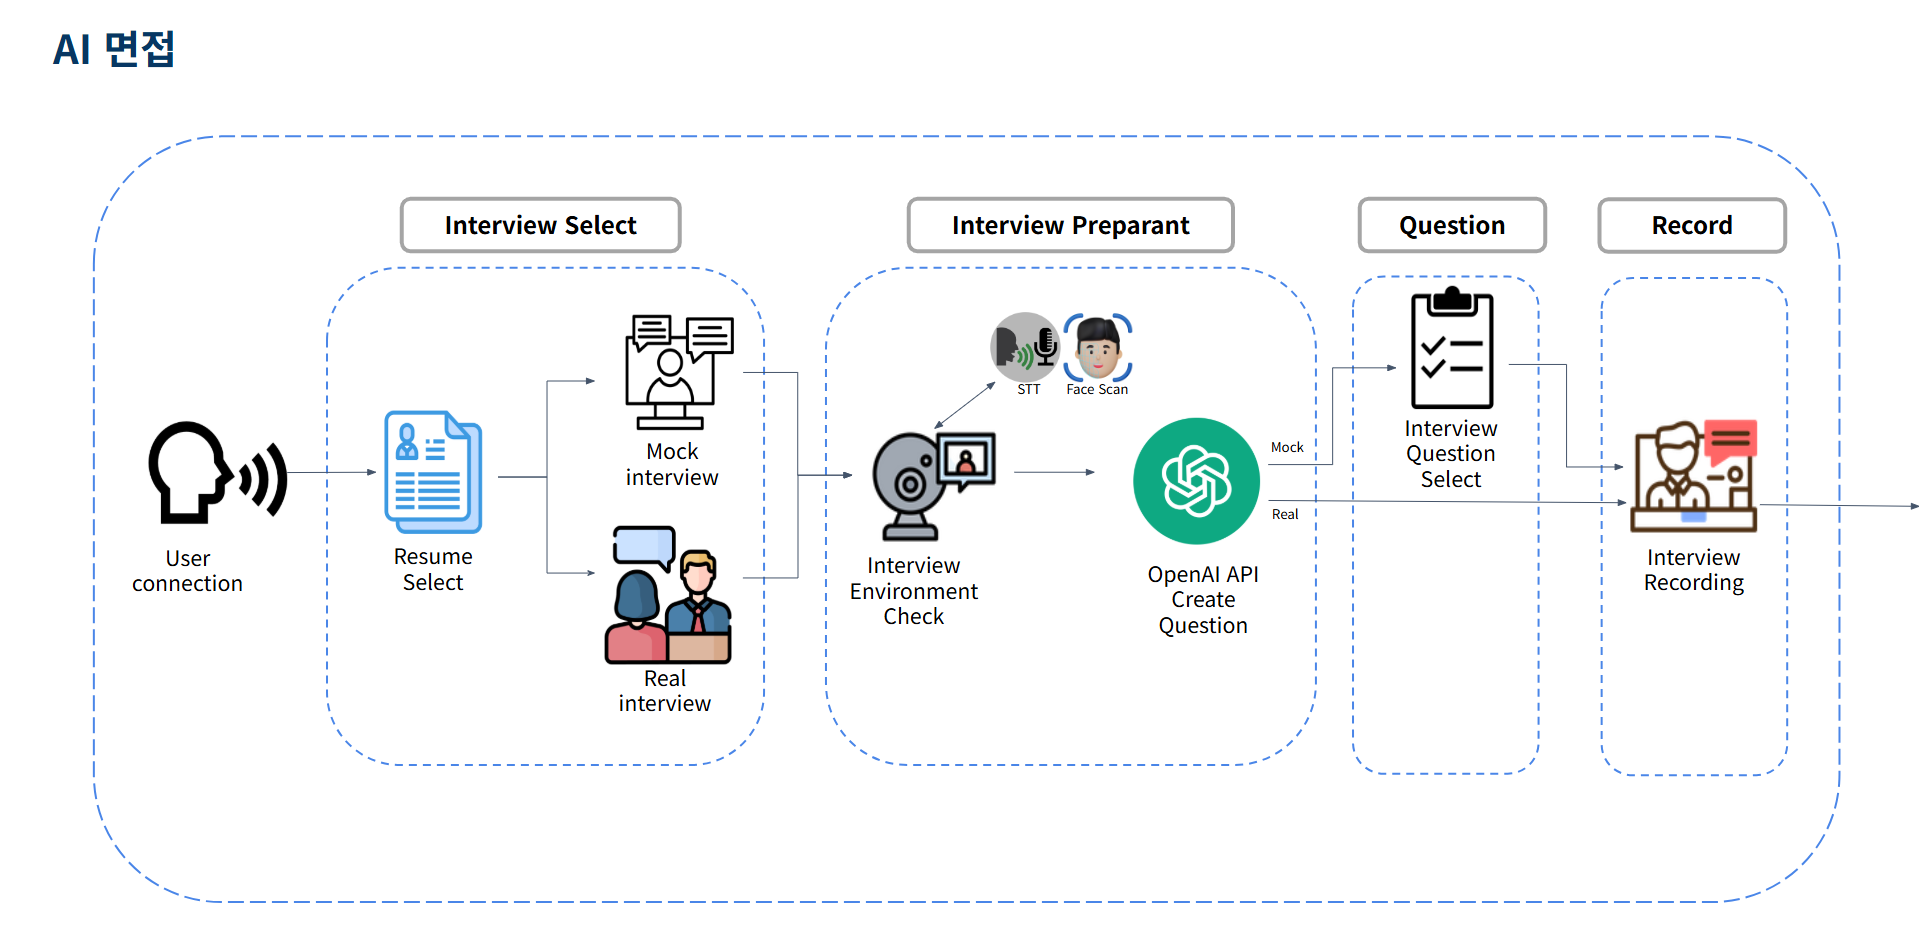 AI 면접
Interview Select
Interview Preparant
Question
Record
User
connection
Resume
Select
Mock
interview
Real
interview
STT
Face Scan
Interview
Environment
Check
OpenAI API
Create
Question
Mock
Real
Interview
Question
Select
Interview
Recording